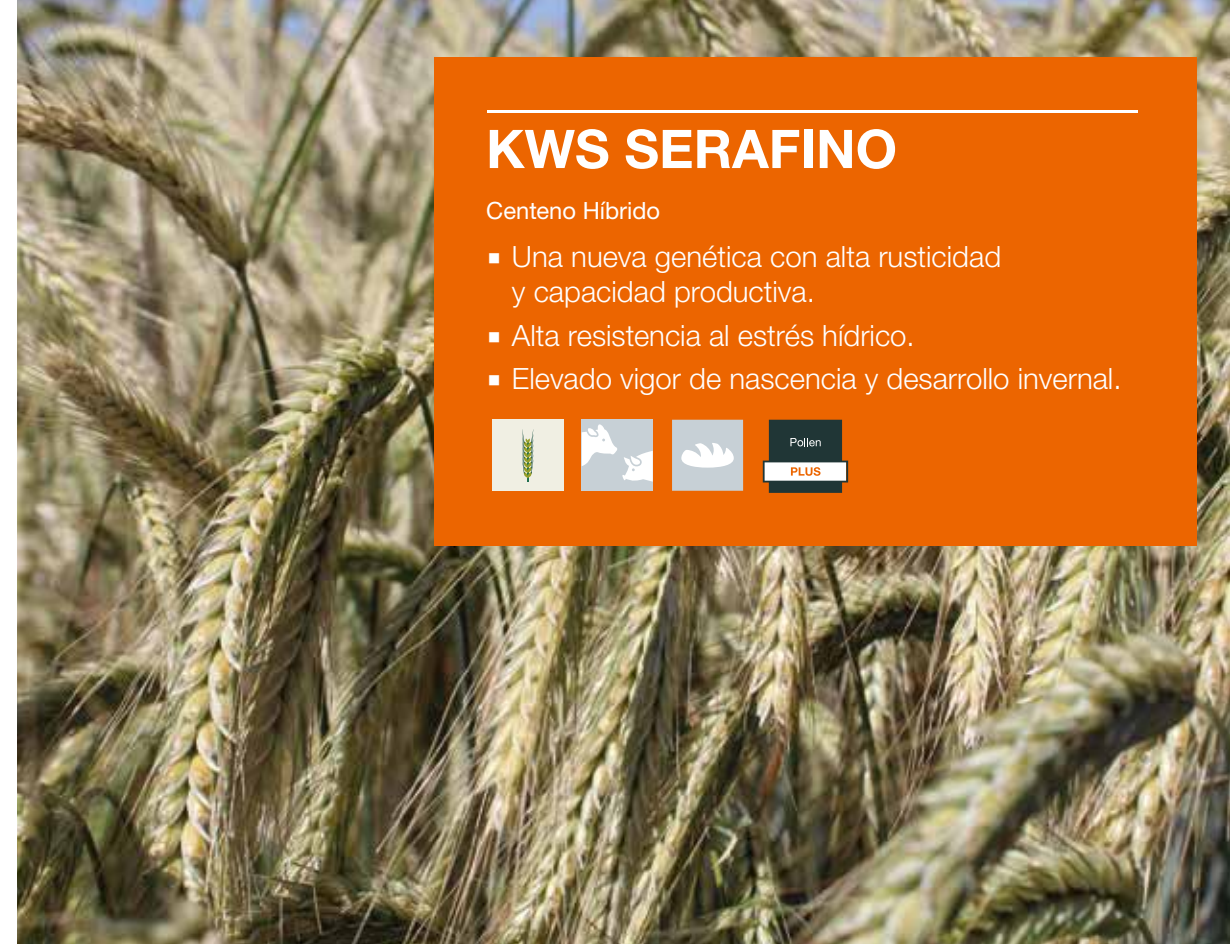 KWS SERAFINO
Centeno Híbrido
▪ Una nueva genética con alta rusticidad
y capacidad productiva.
▪ Alta resistencia al estrés hídrico.
▪ Elevado vigor de nascencia y desarrollo invernal.
Pollen
PLUS